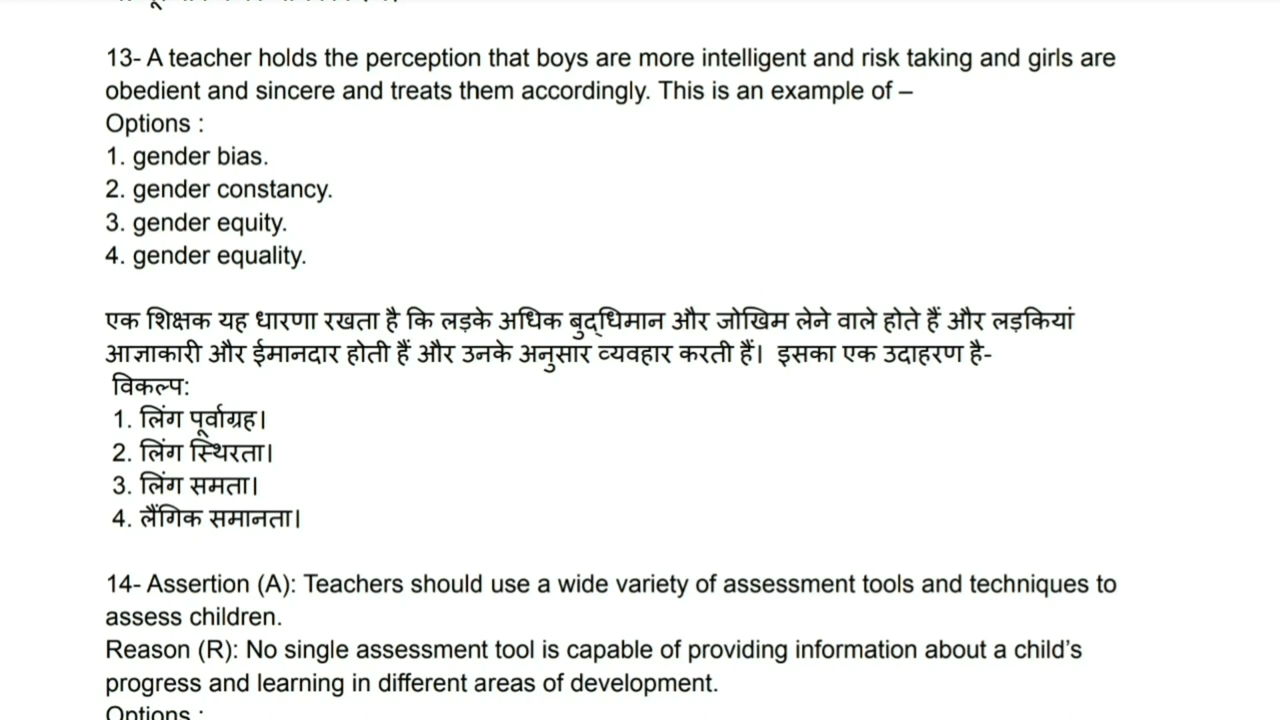 13- A teacher holds the perception that boys are more intelligent and risk taking and girls are
obedient and sincere and treats them accordingly. This is an example of –
Options :
1. gender bias.
2. gender constancy.
3. gender equity.
4. gender equality.
एक शिक्षक यह धारणा रखता है कि लड़के अधिक बुद्धिमान और जोखिम लेने वाले होते हैं और लड़कियां
आज्ञाकारी और ईमानदार होती हैं और उनके अनुसार व्यवहार करती हैं। इसका एक उदाहरण है-
विकल्प:
1. लिंग पूर्वाग्रह।
2. लिंग स्थिरता।
3. लिंग समता।
4. लैंगिक समानता।
14- Assertion (A): Teachers should use a wide variety of assessment tools and techniques to
assess children.
Reason (R): No single assessment tool is capable of providing information about a child’s
progress and learning in different areas of development.
Options :